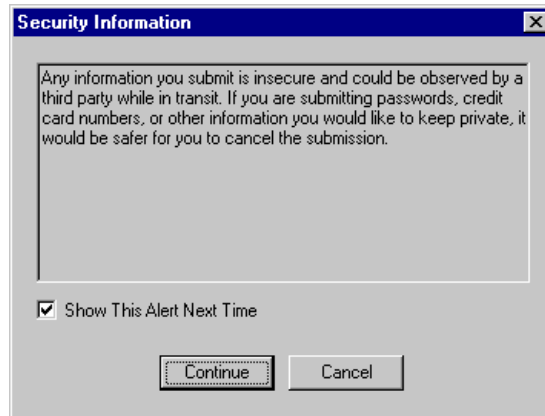 Security Information
Any information you submit is insecure and could be observed by a
third party while in transit. If you are submitting passwords, credit
card numbers, or other information you would like to keep private, it
would be safer for you to cancel the submission.
Show This Alert Next Time
Continue Cancel